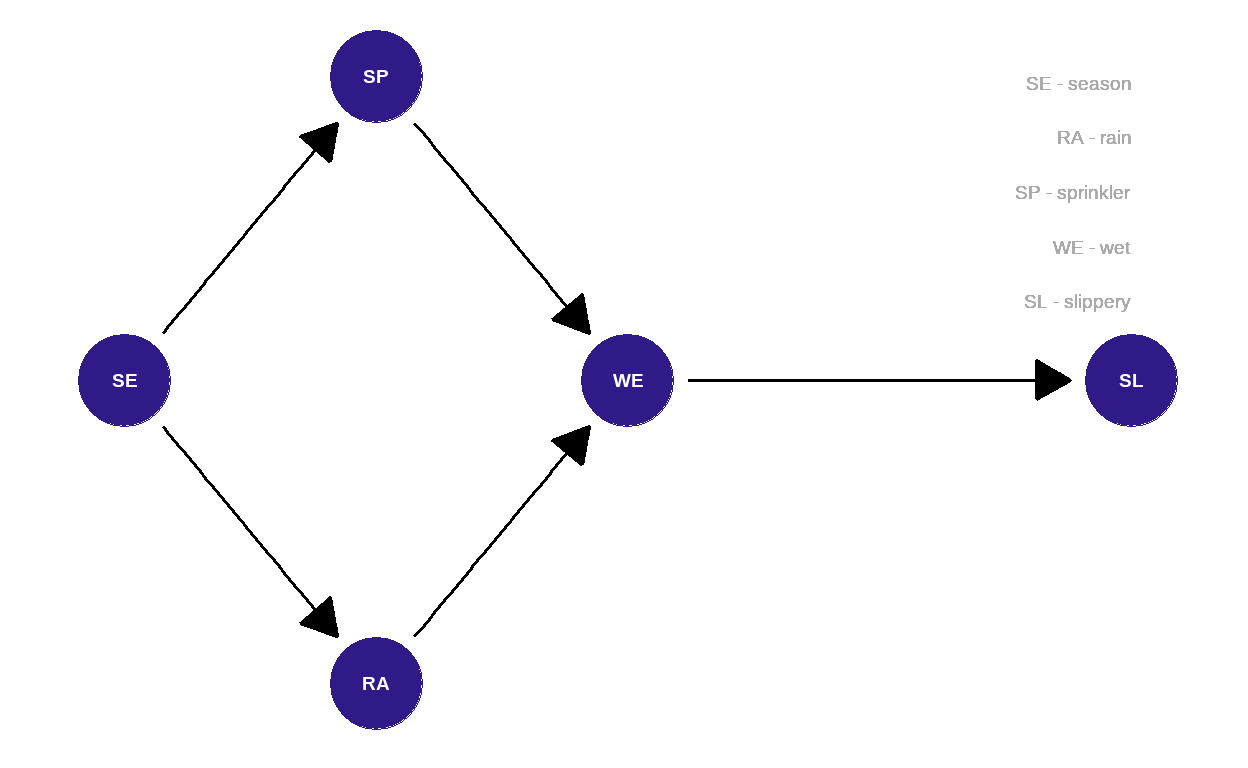 SP
SE - season
RA - rain
SP - sprinkler
WE - wet
SL - slippery
SE
WE
SL
RA